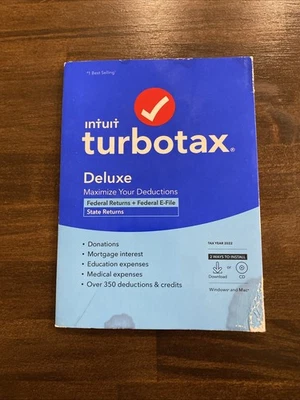 #1 Best Selling
ıntuıt
turbotax®
Deluxe
Maximize Your Deductions
Federal Returns + Federal E-File
State Returns
• Donations
• Mortgage interest
• Education expenses
• Medical expenses
• Over 350 deductions & credits
TAX YEAR 2022
2 WAYS TO INSTALL
or
Download
CD
Windows and Mac